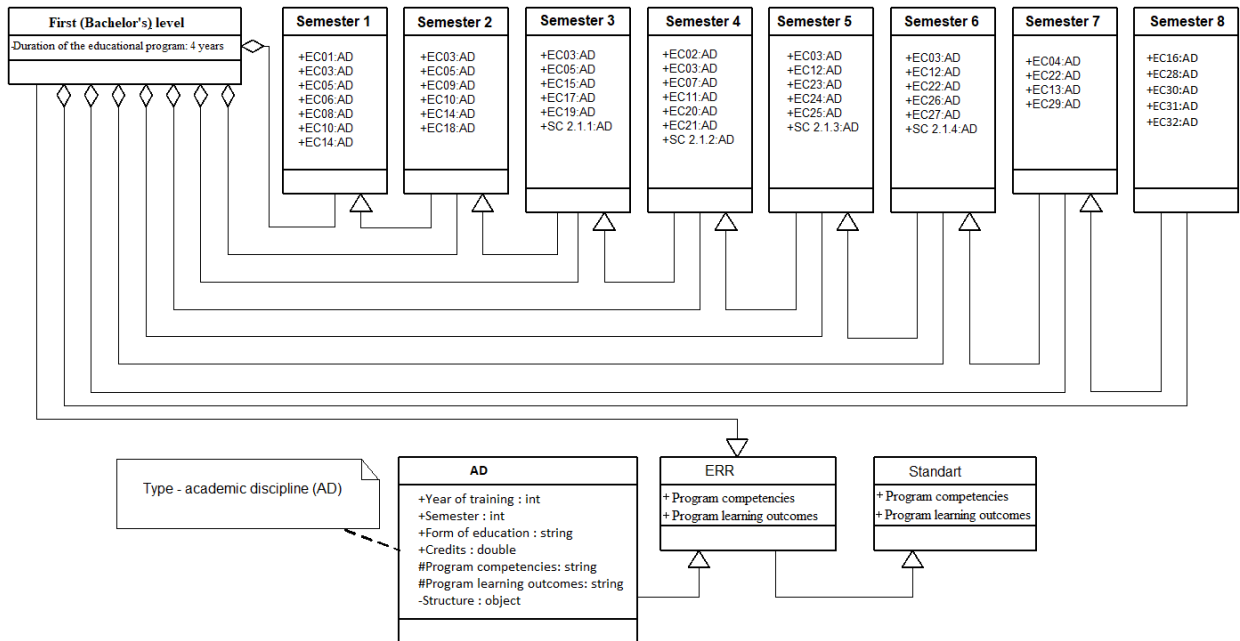 First (Bachelor's) level
-Duration of the educational program: 4 years
Semester 1
+EC01:AD
+EC03:AD
+EC05:AD
+EC06:AD
+EC08:AD
+EC10:AD
+EC14:AD
Semester 2
+EC03:AD
+EC05:AD
+EC09:AD
+EC10:AD
+EC14:AD
+EC18:AD
Semester 3
+EC03:AD
+EC05:AD
+EC15:AD
+EC17:AD
+EC19:AD
+SC 2.1.1:AD
Semester 4
+EC02:AD
+EC03:AD
+EC07:AD
+EC11:AD
+EC20:AD
+EC21:AD
+SC 2.1.2:AD
Semester 5
+EC03:AD
+EC12:AD
+EC23:AD
+EC24:AD
+EC25:AD
+SC 2.1.3:AD
Semester 6
+EC03:AD
+EC12:AD
+EC22:AD
+EC26:AD
+EC27:AD
+SC 2.1.4:AD
Semester 7
+EC04:AD
+EC22:AD
+EC13:AD
+EC29:AD
Semester 8
+EC16:AD
+EC28:AD
+EC30:AD
+EC31:AD
+EC32:AD
Type - academic discipline (AD)
AD
+Year of training : int
+Semester : int
+Form of education : string
+Credits : double
#Program competencies: string
#Program learning outcomes: string
-Structure : object
ERR
+ Program competencies
+ Program learning outcomes
Standart
+ Program competencies
+ Program learning outcomes